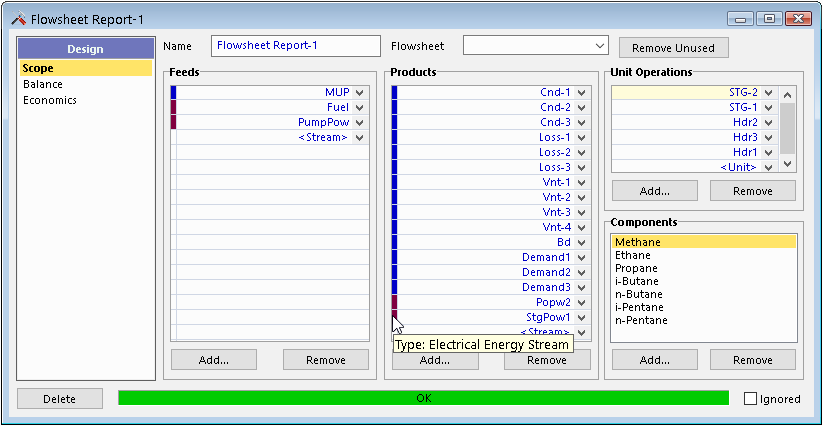 Flowsheet Report-1
Design
Scope
Balance
Economics
Name
Flowsheet Report-1
Flowsheet
Remove Unused
Feeds
MUP
Fuel
PumpPow
<Stream>
Add...
Remove
Products
Cnd-1
Cnd-2
Cnd-3
Loss-1
Loss-2
Loss-3
Vnt-1
Vnt-2
Vnt-3
Vnt-4
Bd
Demand1
Demand2
Demand3
Popw2
StgPow1
<Stream>
Type: Electrical Energy Stream
Add...
Remove
Unit Operations
STG-2
STG-1
Hdr2
Hdr3
Hdr1
<Unit>
Add...
Remove
Components
Methane
Ethane
Propane
i-Butane
n-Butane
i-Pentane
n-Pentane
Add...
Remove
Delete
OK
Ignored